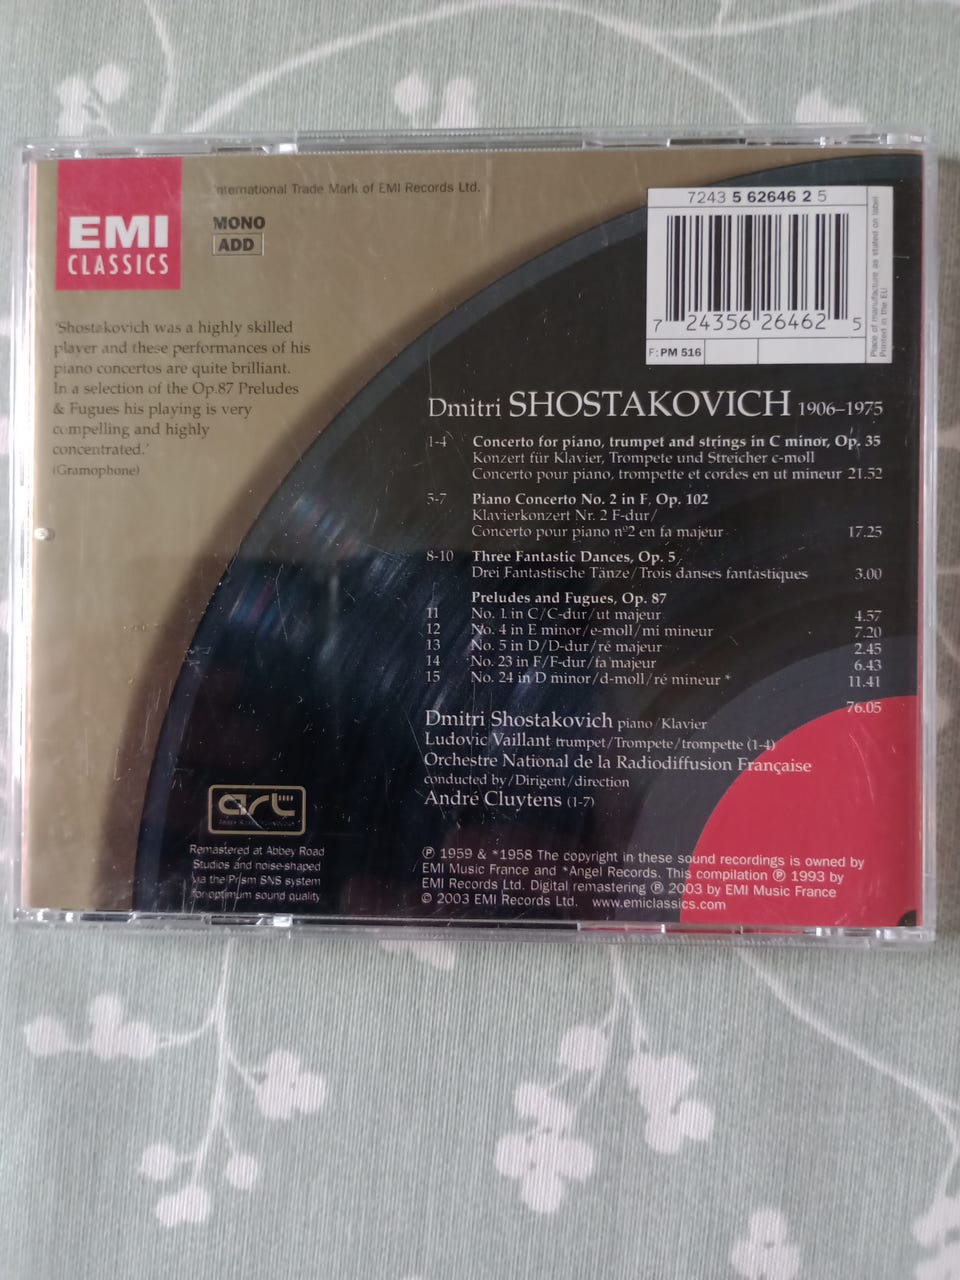 EMI
CLASSICS
International Trade Mark of EMI Records Ltd.
MONO
ADD
'Shostakovich was a highly skilled
player and these performances of his
piano concertos are quite brilliant.
In a selection of the Op.87 Preludes
& Fugues his playing is very
compelling and highly
concentrated.'
(Gramophone)
7243 5 62646 2 5
7 24356 26462 5
F: PM 516
Place of manufacture as stated on label
Printed in the EU
Dmitri SHOSTAKOVICH 1906–1975
1-4 Concerto for piano, trumpet and strings in C minor, Op. 35
Konzert für Klavier, Trompete und Streicher c-moll
Concerto pour piano, trompette et cordes en ut mineur 21.52
5-7 Piano Concerto No. 2 in F, Op. 102
Klavierkonzert Nr. 2 F-dur/
Concerto pour piano nº2 en fa majeur 17.25
8-10 Three Fantastic Dances, Op. 5
Drei Fantastische Tänze/Trois danses fantastiques 3.00
Preludes and Fugues, Op. 87
11 No. 1 in C/C-dur/ut majeur 4.57
12 No. 4 in E minor/e-moll/mi mineur 7.20
13 No. 5 in D/D-dur/ré majeur 2.45
14 No. 23 in F/F-dur/fa majeur 6.43
15 No. 24 in D minor/d-moll/ré mineur * 11.41
76.05
Dmitri Shostakovich piano/Klavier
Ludovic Vaillant trumpet/Trompete/trompette (1-4)
Orchestre National de la Radiodiffusion Française
conducted by/Dirigent/direction
André Cluytens (1-7)
art
Remastered at Abbey Road
Studios and noise-shaped
via the Prism SNS system
for optimum sound quality
℗ 1959 & *1958 The copyright in these sound recordings is owned by
EMI Music France and *Angel Records. This compilation ℗ 1993 by
EMI Records Ltd. Digital remastering ℗ 2003 by EMI Music France
© 2003 EMI Records Ltd. www.emiclassics.com